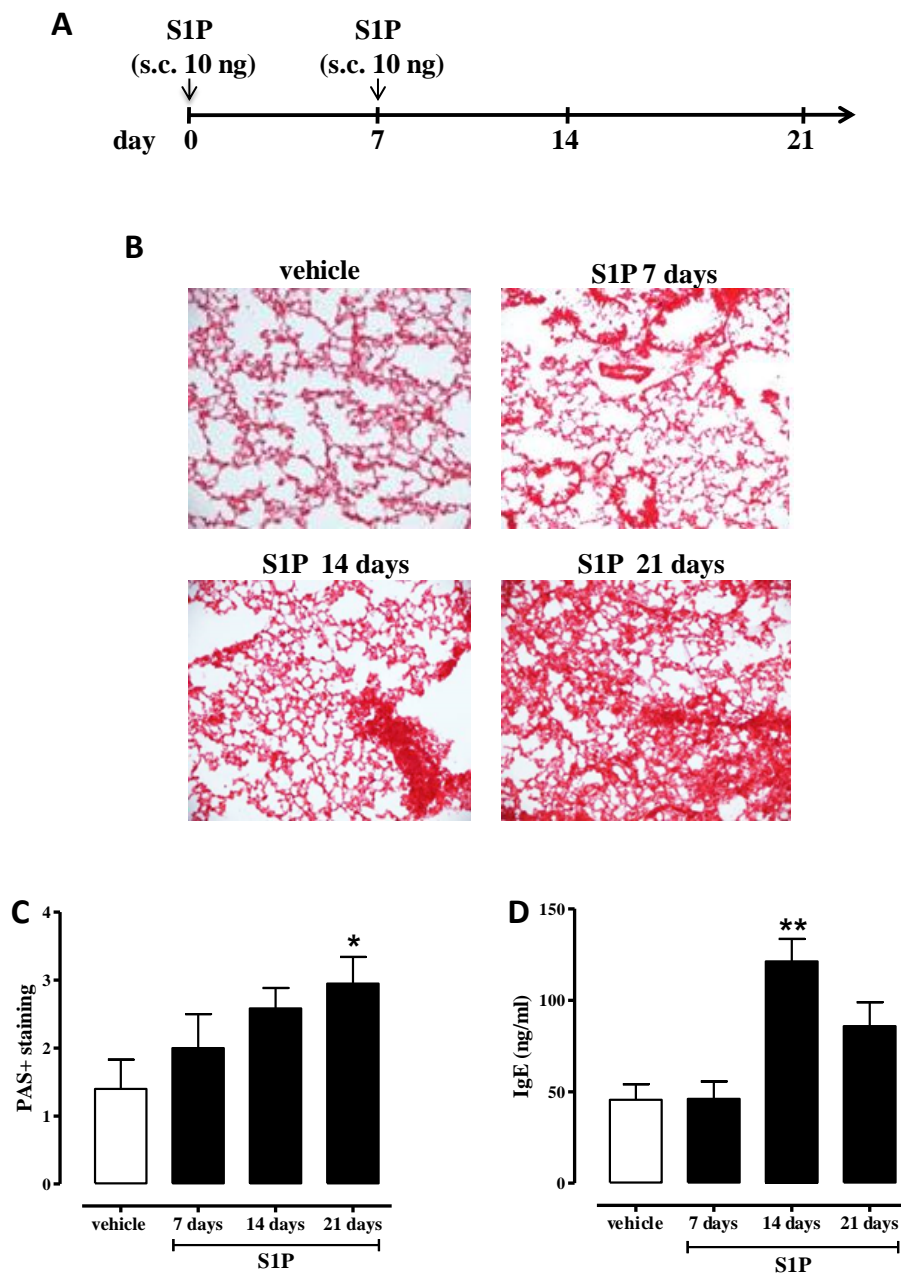 A
S1P S1P
(s.c. 10 ng) (s.c. 10 ng)
day 0 7 14 21
B
vehicle S1P 7 days
S1P 14 days S1P 21 days
C
4
3
2
1
0
PAS+ staining
*
vehicle 7 days 14 days 21 days
S1P
D
150
100
50
0
IgE (ng/ml)
**
vehicle 7 days 14 days 21 days
S1P